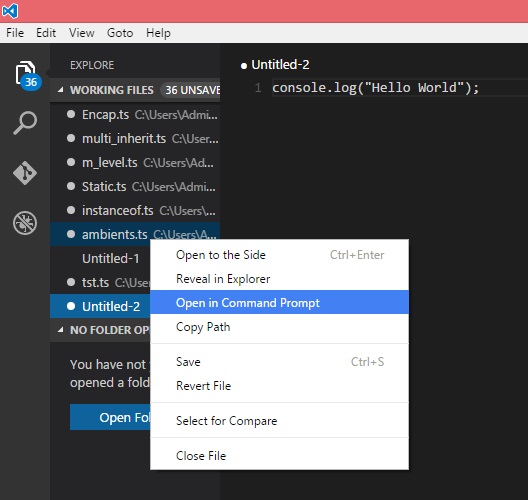 File Edit View Goto Help
36
EXPLORE
WORKING FILES 36 UNSAVE
Encap.ts C:\Users\Admi...
multi_inherit.ts C:\Users...
m_level.ts C:\Users\Ad...
Static.ts C:\Users\Admi...
instanceof.ts C:\Users\...
ambients.ts C:\Users\A...
Untitled-1
tst.ts C:\Users\Admi
Untitled-2
NO FOLDER OP
You have not
opened a fold
Open Fol
Untitled-2
1 console.log("Hello World");
Open to the Side Ctrl+Enter
Reveal in Explorer
Open in Command Prompt
Copy Path
Save Ctrl+S
Revert File
Select for Compare
Close File